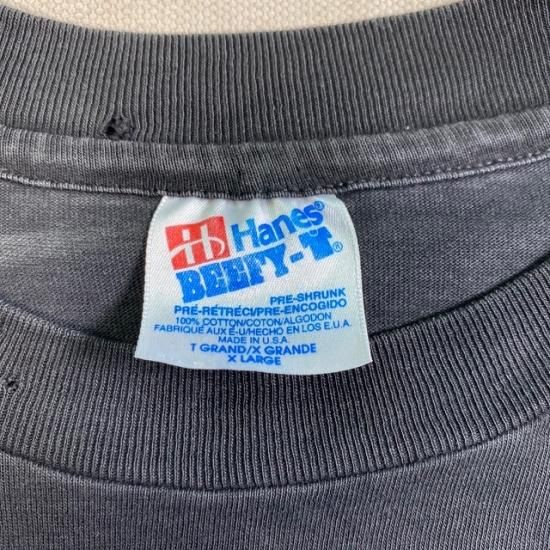 H Hanes®
BEEFY-T®
PRE-SHRUNK
PRÉ-RÉTRÉCI/PRE-ENCOGIDO
100% COTTON/COTON/ALGODON
FABRIQUE AUX É-U/HECHO EN LOS E.U.A.
MADE IN U.S.A.
T GRAND/X GRANDE
X LARGE